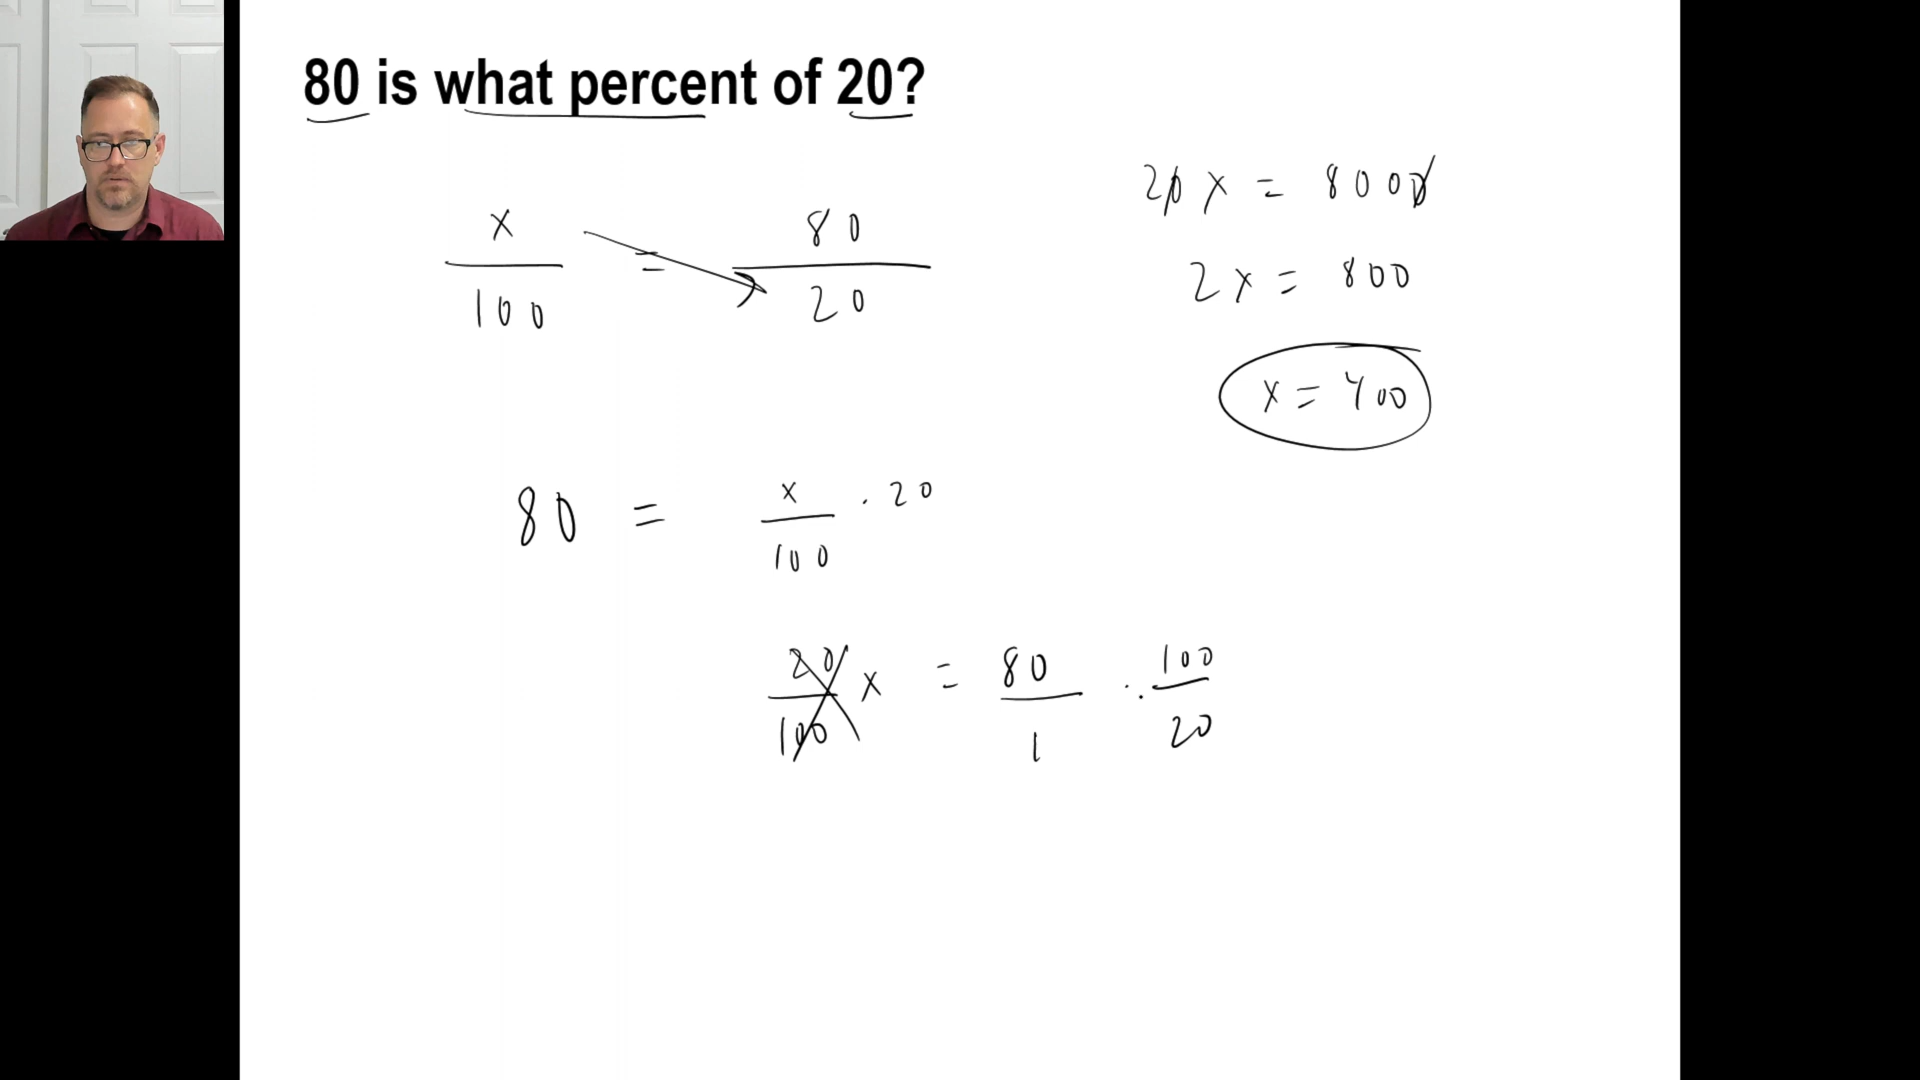 80 is what percent of 20?
x/100 = 80/20
20x = 8000
2x = 800
x = 400
80 = x/100 · 20
20/100 x = 80/1 · 100/20